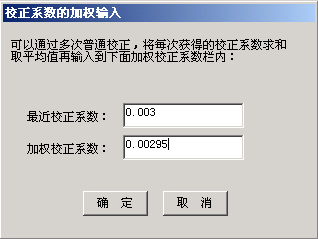 校正系数的加权输入
可以通过多次普通校正，将每次获得的校正系数求和
取平均值再输入到下面加权校正系数栏内：
最近校正系数： 0.003
加权校正系数： 0.00295
确 定 取 消